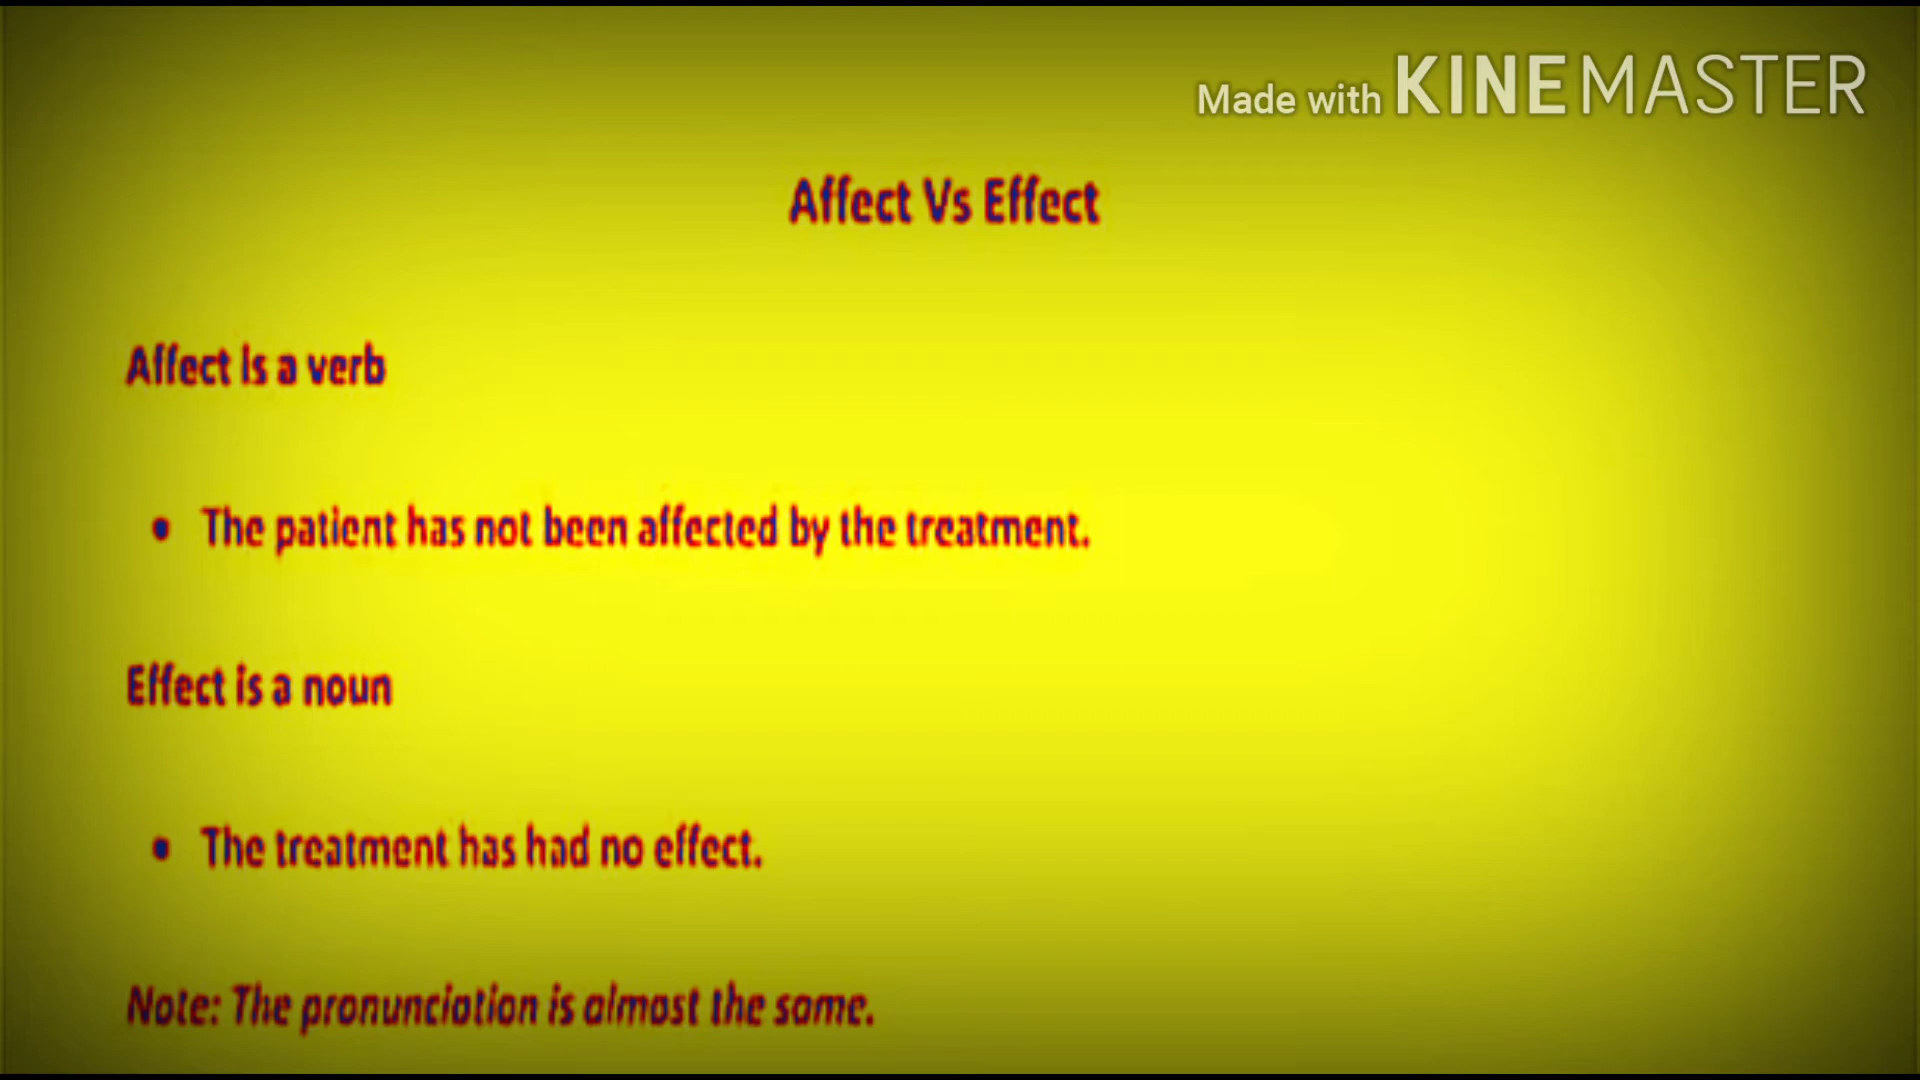 Made with KINEMASTER
Affect Vs Effect
Affect is a verb
• The patient has not been affected by the treatment.
Effect is a noun
• The treatment has had no effect.
Note: The pronunciation is almost the same.